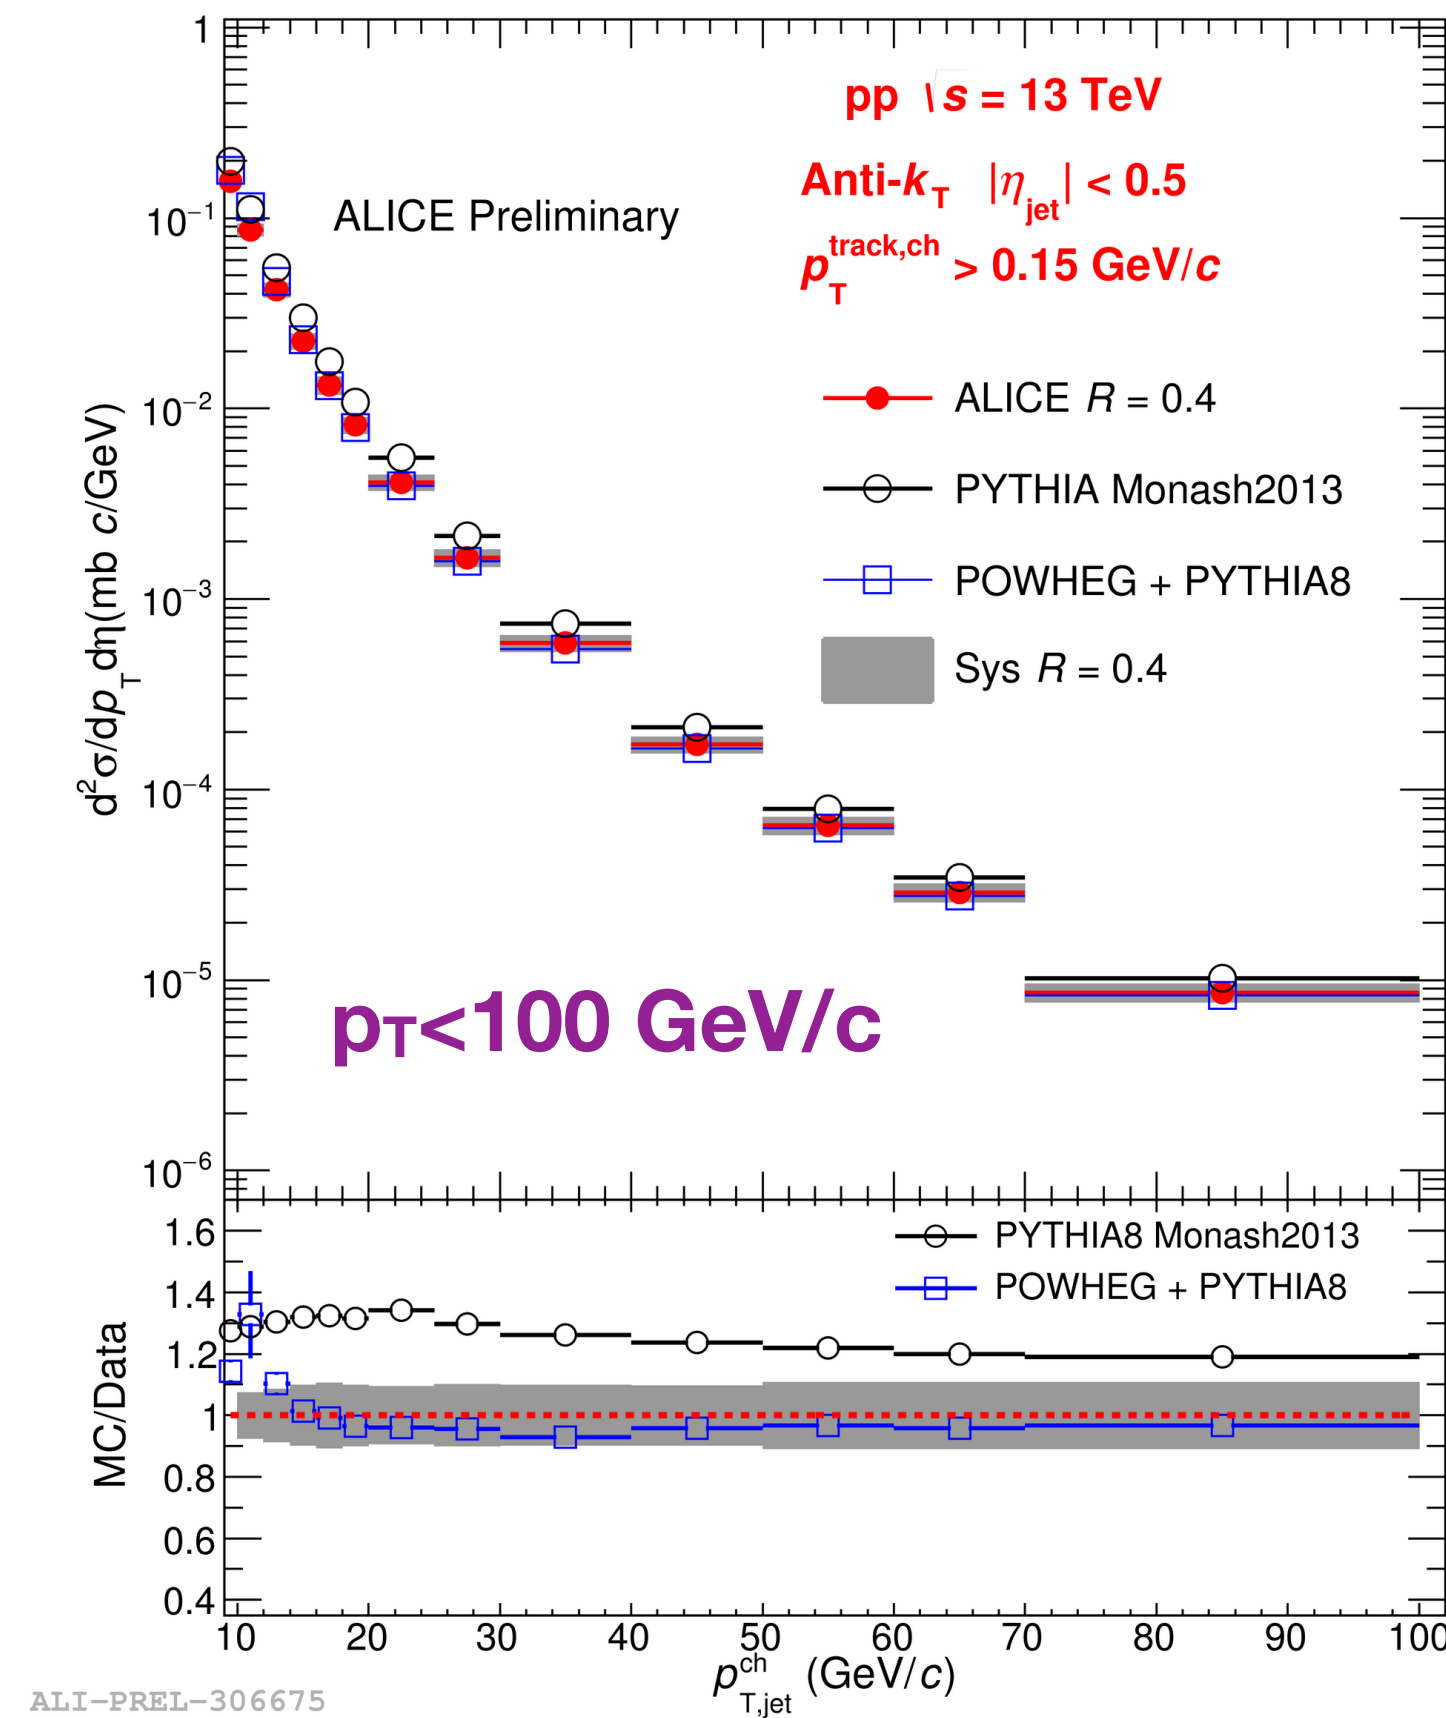 1
pp √s = 13 TeV
Anti-k_T |η_jet| < 0.5
ALICE Preliminary
10⁻¹
p_T^track,ch > 0.15 GeV/c
ALICE R = 0.4
10⁻²
PYTHIA Monash2013
POWHEG + PYTHIA8
10⁻³
Sys R = 0.4
d²σ/dp_T dη(mb c/GeV)
10⁻⁴
10⁻⁵
pT<100 GeV/c
10⁻⁶
1.6
PYTHIA8 Monash2013
POWHEG + PYTHIA8
1.4
1.2
MC/Data
1
0.8
0.6
0.4
10 20 30 40 50 60 70 80 90 100
p_T,jet^ch (GeV/c)
ALI-PREL-306675